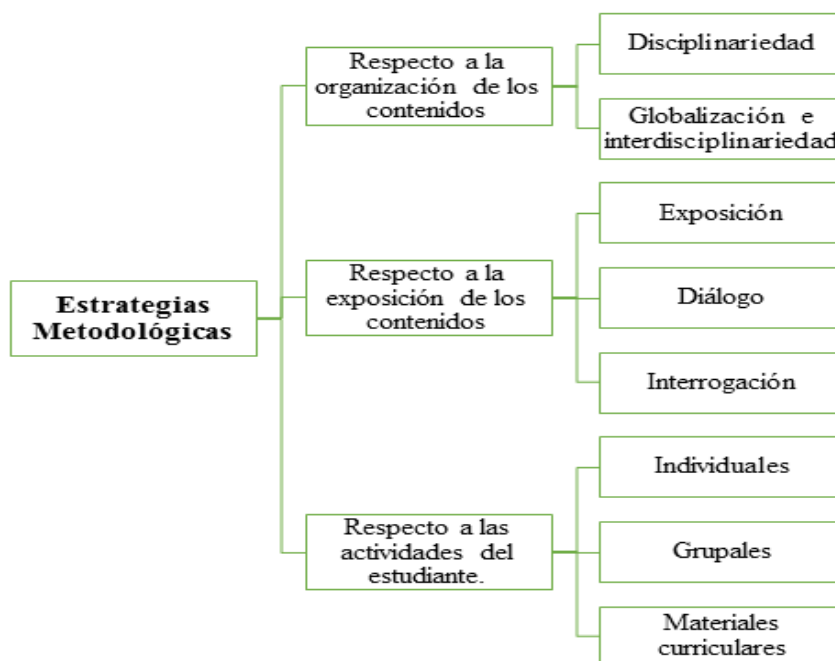 Estrategias
Metodológicas
Respecto a la
organización de los
contenidos
Disciplinariedad
Globalización e
interdisciplinariedad
Respecto a la
exposición de los
contenidos
Exposición
Diálogo
Interrogación
Respecto a las
actividades del
estudiante.
Individuales
Grupales
Materiales
curriculares